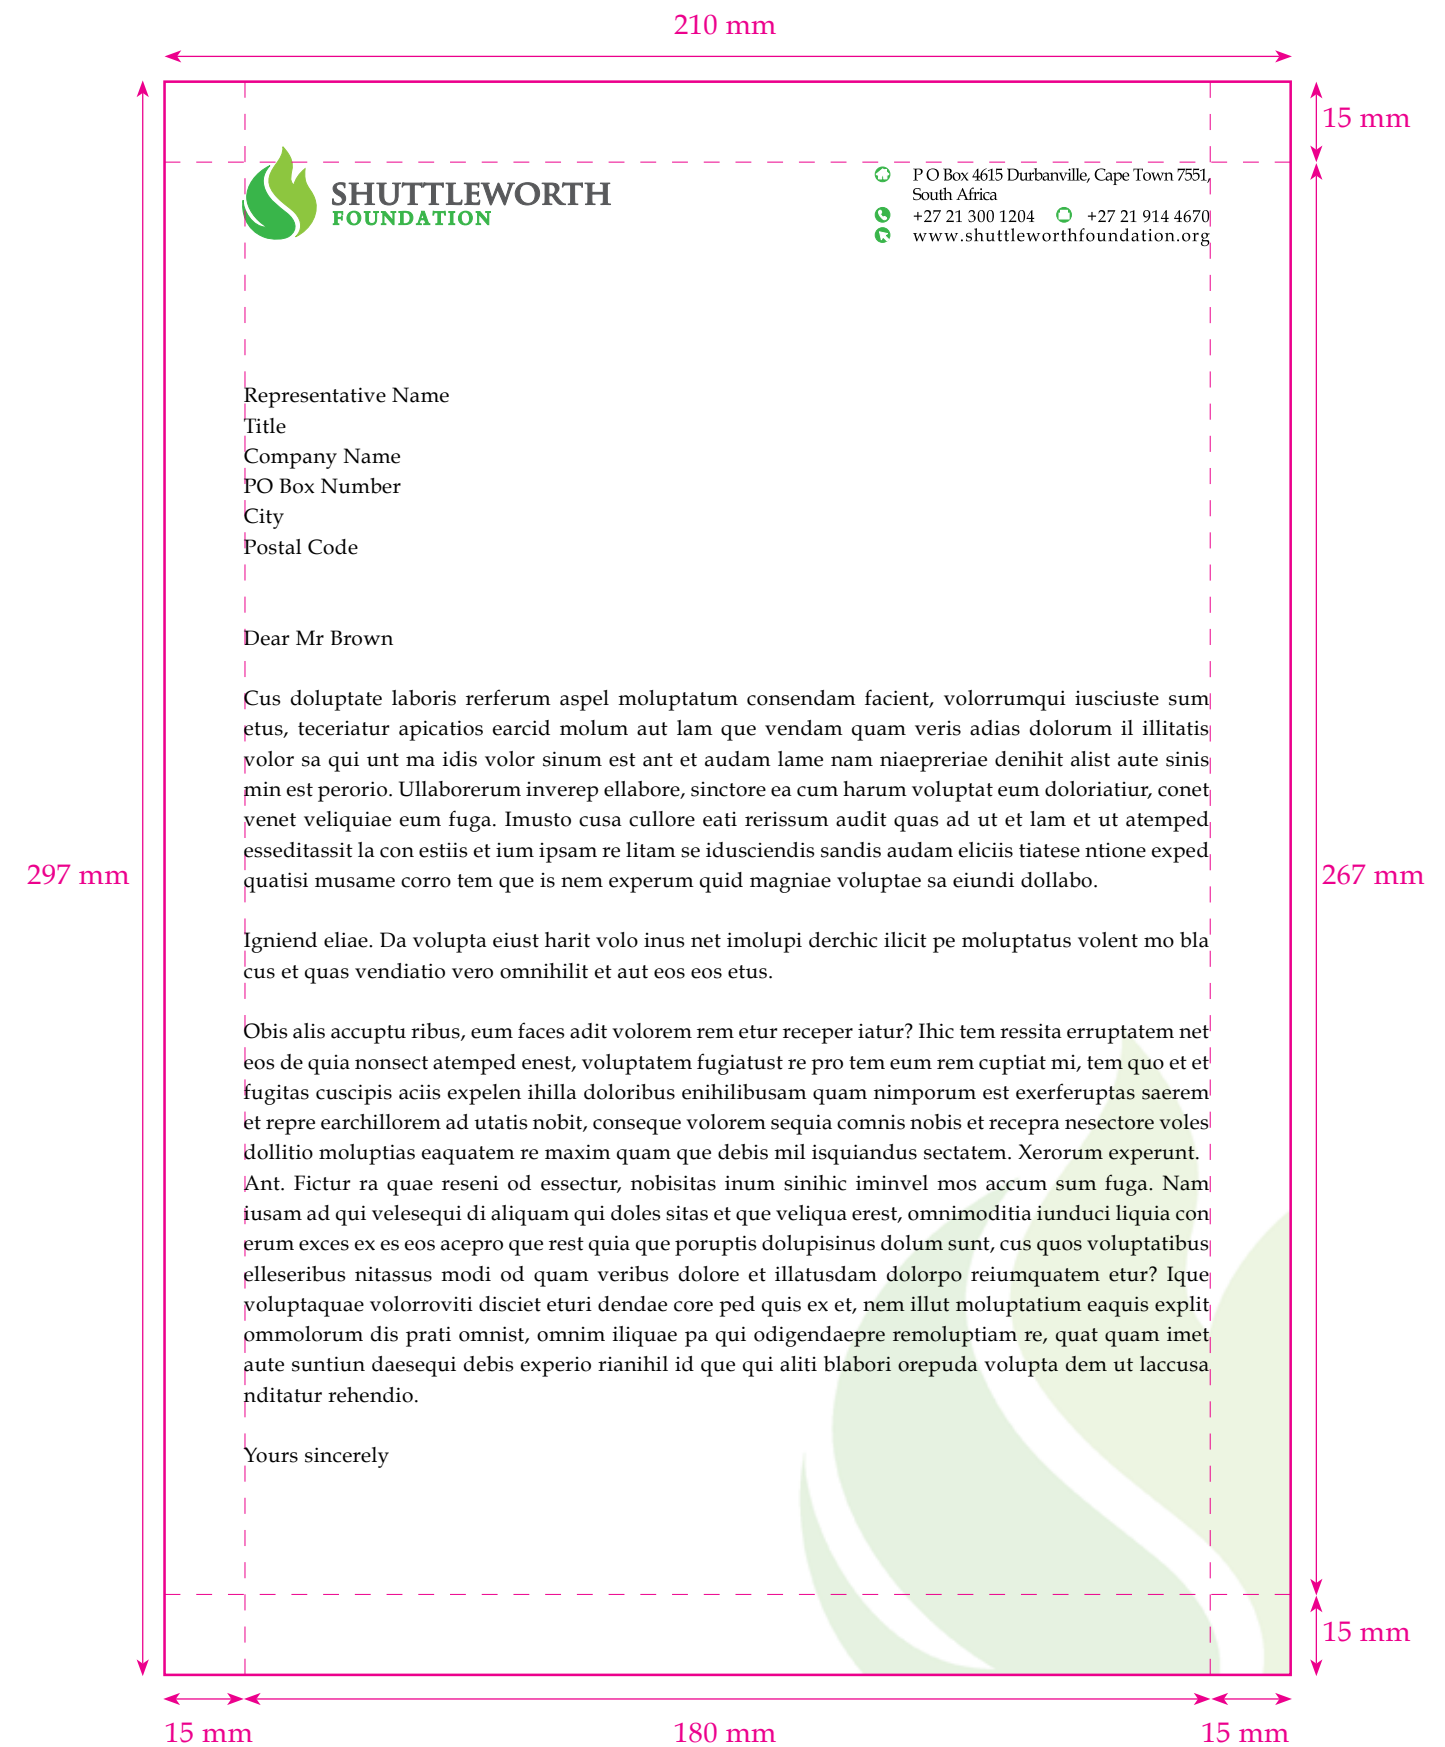 210 mm
15 mm
SHUTTLEWORTH
FOUNDATION
P O Box 4615 Durbanville, Cape Town 7551,
South Africa
+27 21 300 1204 +27 21 914 4670
www.shuttleworthfoundation.org
Representative Name
Title
Company Name
PO Box Number
City
Postal Code
Dear Mr Brown
Cus doluptate laboris rerferum aspel moluptatum consendam facient, volorrumqui iusciuste sum
etus, teceriatur apicatios earcid molum aut lam que vendam quam veris adias dolorum il illitatis
volor sa qui unt ma idis volor sinum est ant et audam lame nam niaepreriae denihit alist aute sinis
min est perorio. Ullaborerum inverep ellabore, sinctore ea cum harum voluptat eum doloriatiur, conet
venet veliquiae eum fuga. Imusto cusa cullore eati rerissum audit quas ad ut et lam et ut atemped
esseditassit la con estiis et ium ipsam re litam se idusciendis sandis audam eliciis tiatese ntione exped
quatisi musame corro tem que is nem experum quid magniae voluptae sa eiundi dollabo.
297 mm
267 mm
Igniend eliae. Da volupta eiust harit volo inus net imolupi derchic ilicit pe moluptatus volent mo bla
cus et quas vendiatio vero omnihilit et aut eos eos etus.
Obis alis accuptu ribus, eum faces adit volorem rem etur receper iatur? Ihic tem ressita erruptatem net
eos de quia nonsect atemped enest, voluptatem fugiatust re pro tem eum rem cuptiat mi, tem quo et et
fugitas cuscipis aciis expelen ihilla doloribus enihilibusam quam nimporum est exerferuptas saerem
et repre earchillorem ad utatis nobit, conseque volorem sequia comnis nobis et recepra nesectore voles
dollitio moluptias eaquatem re maxim quam que debis mil isquiandus sectatem. Xerorum experunt.
Ant. Fictur ra quae reseni od essectur, nobisitas inum sinihic iminvel mos accum sum fuga. Nam
iusam ad qui velesequi di aliquam qui doles sitas et que veliqua erest, omnimoditia iunduci liquia con
erum exces ex es eos acepro que rest quia que poruptis dolupisinus dolum sunt, cus quos voluptatibus
elleseribus nitassus modi od quam veribus dolore et illatusdam dolorpo reiumquatem etur? Ique
voluptaquae volorroviti disciet eturi dendae core ped quis ex et, nem illut moluptatium eaquis explit
ommolorum dis prati omnist, omnim iliquae pa qui odigendaepre remoluptiam re, quat quam imet
aute suntiun daesequi debis experio rianihil id que qui aliti blabori orepuda volupta dem ut laccusa
nditatur rehendio.
Yours sincerely
15 mm
15 mm 180 mm 15 mm